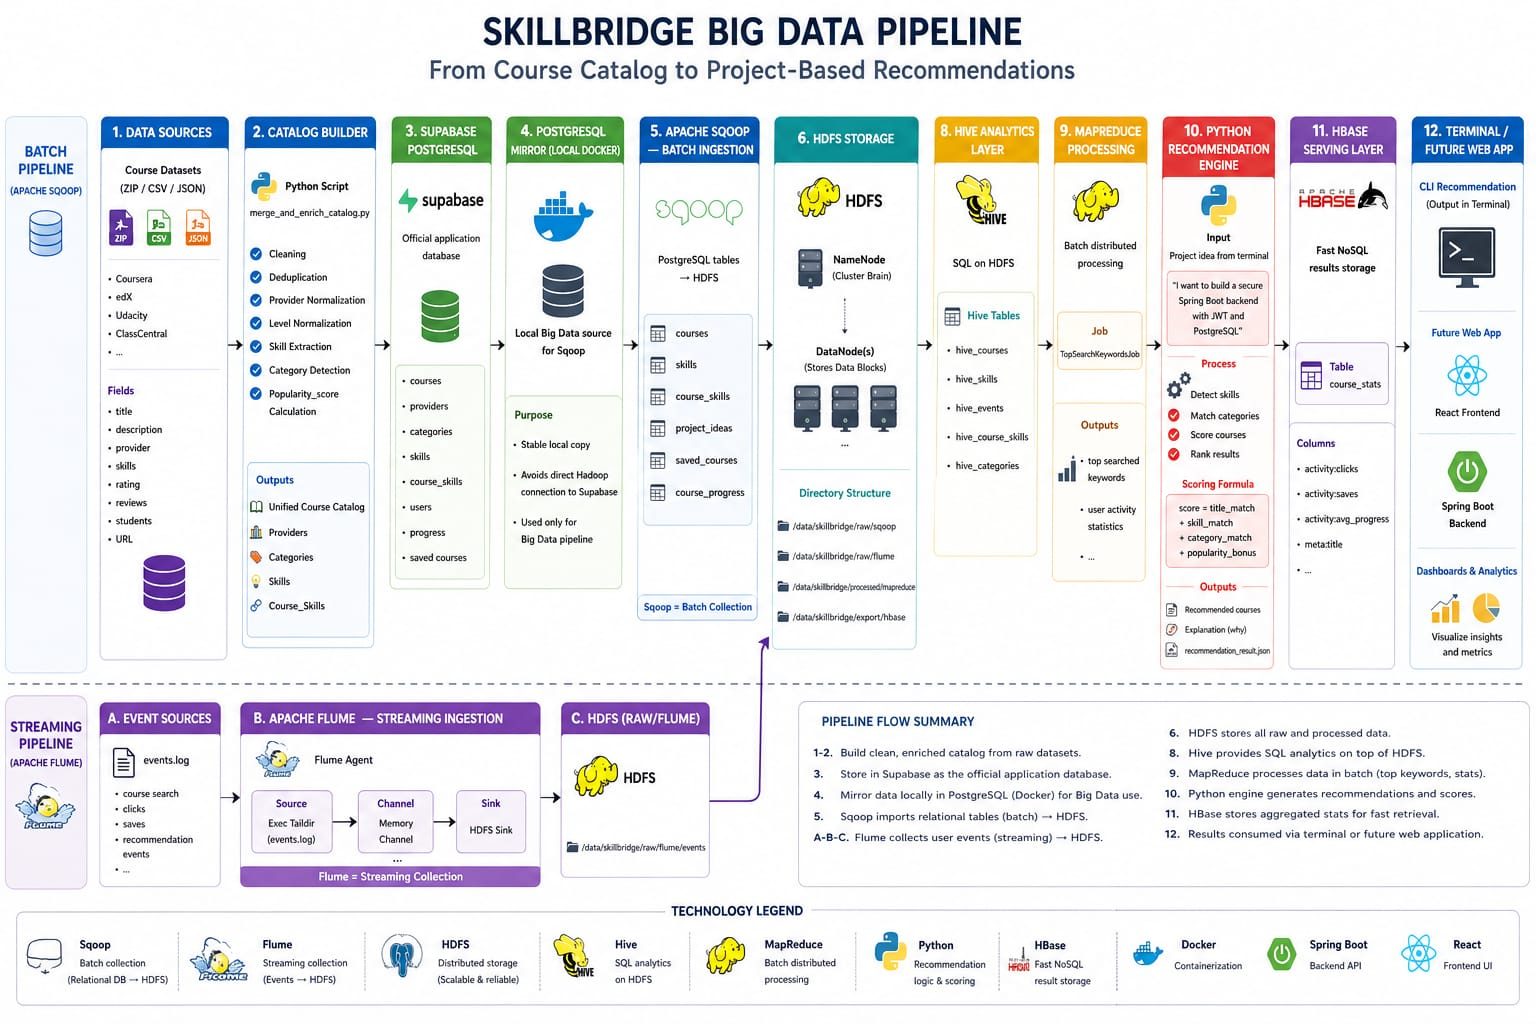 SKILLBRIDGE BIG DATA PIPELINE
From Course Catalog to Project-Based Recommendations
BATCH
PIPELINE
(APACHE SQOOP)
1. DATA SOURCES
Course Datasets
(ZIP / CSV / JSON)
ZIP
CSV
JSON
• Coursera
• edX
• Udacity
• ClassCentral
• ...
Fields
• title
• description
• provider
• skills
• rating
• reviews
• students
• URL
2. CATALOG BUILDER
Python Script
merge_and_enrich_catalog.py
Cleaning
Deduplication
Provider Normalization
Level Normalization
Skill Extraction
Category Detection
Popularity_score
Calculation
Outputs
Unified Course Catalog
Providers
Categories
Skills
Course_Skills
3. SUPABASE
POSTGRESQL
supabase
Official application
database
• courses
• providers
• categories
• skills
• course_skills
• users
• progress
• saved courses
4. POSTGRESQL
MIRROR (LOCAL DOCKER)
Local Big Data source
for Sqoop
Purpose
• Stable local copy
• Avoids direct Hadoop
connection to Supabase
• Used only for
Big Data pipeline
5. APACHE SQOOP
— BATCH INGESTION
sqoop
PostgreSQL tables
→ HDFS
courses
skills
course_skills
project_ideas
saved_courses
course_progress
Sqoop = Batch Collection
6. HDFS STORAGE
HDFS
NameNode
(Cluster Brain)
DataNode(s)
(Stores Data Blocks)
...
Directory Structure
/data/skillbridge/raw/sqoop
/data/skillbridge/raw/flume
/data/skillbridge/processed/mapreduce
/data/skillbridge/export/hbase
8. HIVE ANALYTICS
LAYER
HIVE
SQL on HDFS
Hive Tables
• hive_courses
• hive_skills
• hive_events
• hive_course_skills
• hive_categories
9. MAPREDUCE
PROCESSING
Batch distributed
processing
Job
TopSearchKeywordsJob
Outputs
• top searched
keywords
• user activity
statistics
• ...
10. PYTHON
RECOMMENDATION
ENGINE
Input
Project idea from terminal
"I want to build a secure
Spring Boot backend
with JWT and
PostgreSQL"
Process
Detect skills
Match categories
Score courses
Rank results
Scoring Formula
score = title_match
+ skill_match
+ category_match
+ popularity_bonus
Outputs
Recommended courses
Explanation (why)
recommendation_result.json
11. HBASE
SERVING LAYER
APACHE
HBASE
Fast NoSQL
results storage
Table
course_stats
Columns
• activity:clicks
• activity:saves
• activity:avg_progress
• meta:title
• ...
12. TERMINAL /
FUTURE WEB APP
CLI Recommendation
(Output in Terminal)
>_
Future Web App
React Frontend
Spring Boot
Backend
Dashboards & Analytics
Visualize insights
and metrics
STREAMING
PIPELINE
(APACHE FLUME)
A. EVENT SOURCES
events.log
• course search
• clicks
• saves
• recommendation
events
• ...
B. APACHE FLUME — STREAMING INGESTION
Flume Agent
Source
Exec Taildir
(events.log)
Channel
Memory
Channel
Sink
HDFS Sink
...
Flume = Streaming Collection
C. HDFS (RAW/FLUME)
HDFS
/data/skillbridge/raw/flume/events
PIPELINE FLOW SUMMARY
1-2. Build clean, enriched catalog from raw datasets.
3. Store in Supabase as the official application database.
4. Mirror data locally in PostgreSQL (Docker) for Big Data use.
5. Sqoop imports relational tables (batch) → HDFS.
A-B-C. Flume collects user events (streaming) → HDFS.
6. HDFS stores all raw and processed data.
8. Hive provides SQL analytics on top of HDFS.
9. MapReduce processes data in batch (top keywords, stats).
10. Python engine generates recommendations and scores.
11. HBase stores aggregated stats for fast retrieval.
12. Results consumed via terminal or future web application.
TECHNOLOGY LEGEND
Sqoop
Batch collection
(Relational DB → HDFS)
Flume
Streaming collection
(Events → HDFS)
HDFS
Distributed storage
(Scalable & reliable)
HIVE
Hive
SQL analytics
on HDFS
MapReduce
Batch distributed
processing
Python
Recommendation
logic & scoring
HBase
Fast NoSQL
result storage
Docker
Containerization
Spring Boot
Backend API
React
Frontend UI